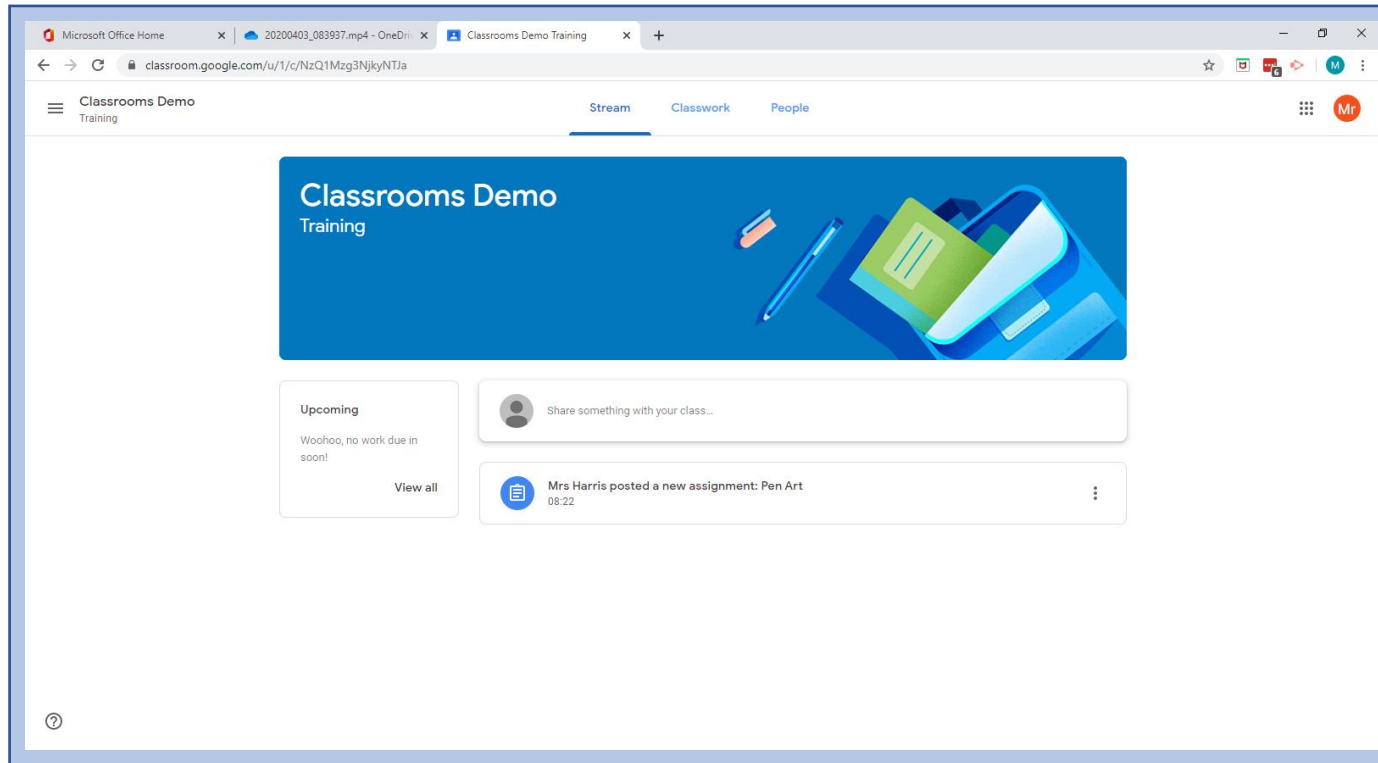 Microsoft Office Home
20200403_083937.mp4 - OneDri
Classrooms Demo Training
classroom.google.com/u/1/c/NzQ1Mzg3NjkyNTJa
6
M
Classrooms Demo
Training
Stream
Classwork
People
Mr
Classrooms Demo
Training
Upcoming
Woohoo, no work due in
soon!
View all
Share something with your class...
Mrs Harris posted a new assignment: Pen Art
08:22